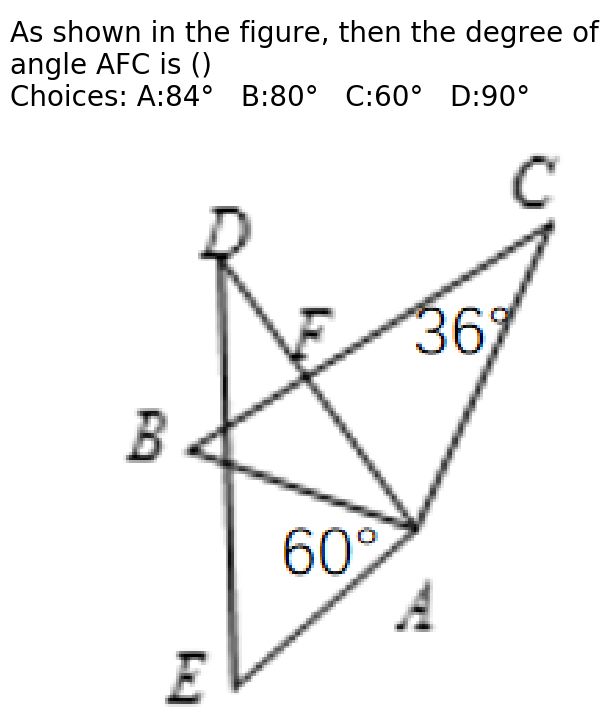 As shown in the figure, then the degree of
angle AFC is ()
Choices: A:84° B:80° C:60° D:90°
C
D
F
36°
B
60°
A
E